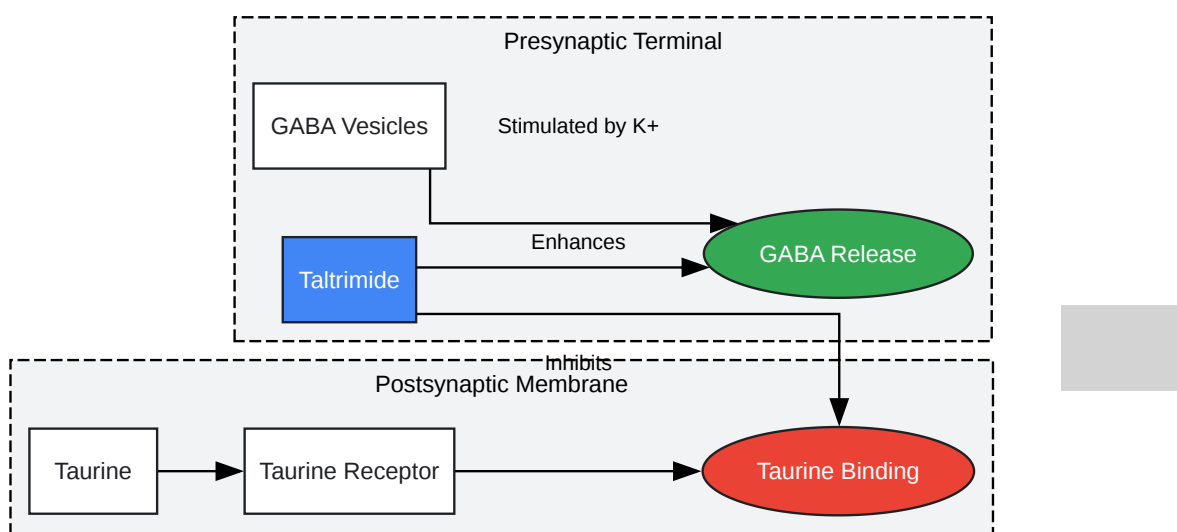 Presynaptic Terminal
GABA Vesicles
Stimulated by K+
Enhances
GABA Release
Taltrimide
Inhibits
Postsynaptic Membrane
Taurine
Taurine Receptor
Taurine Binding